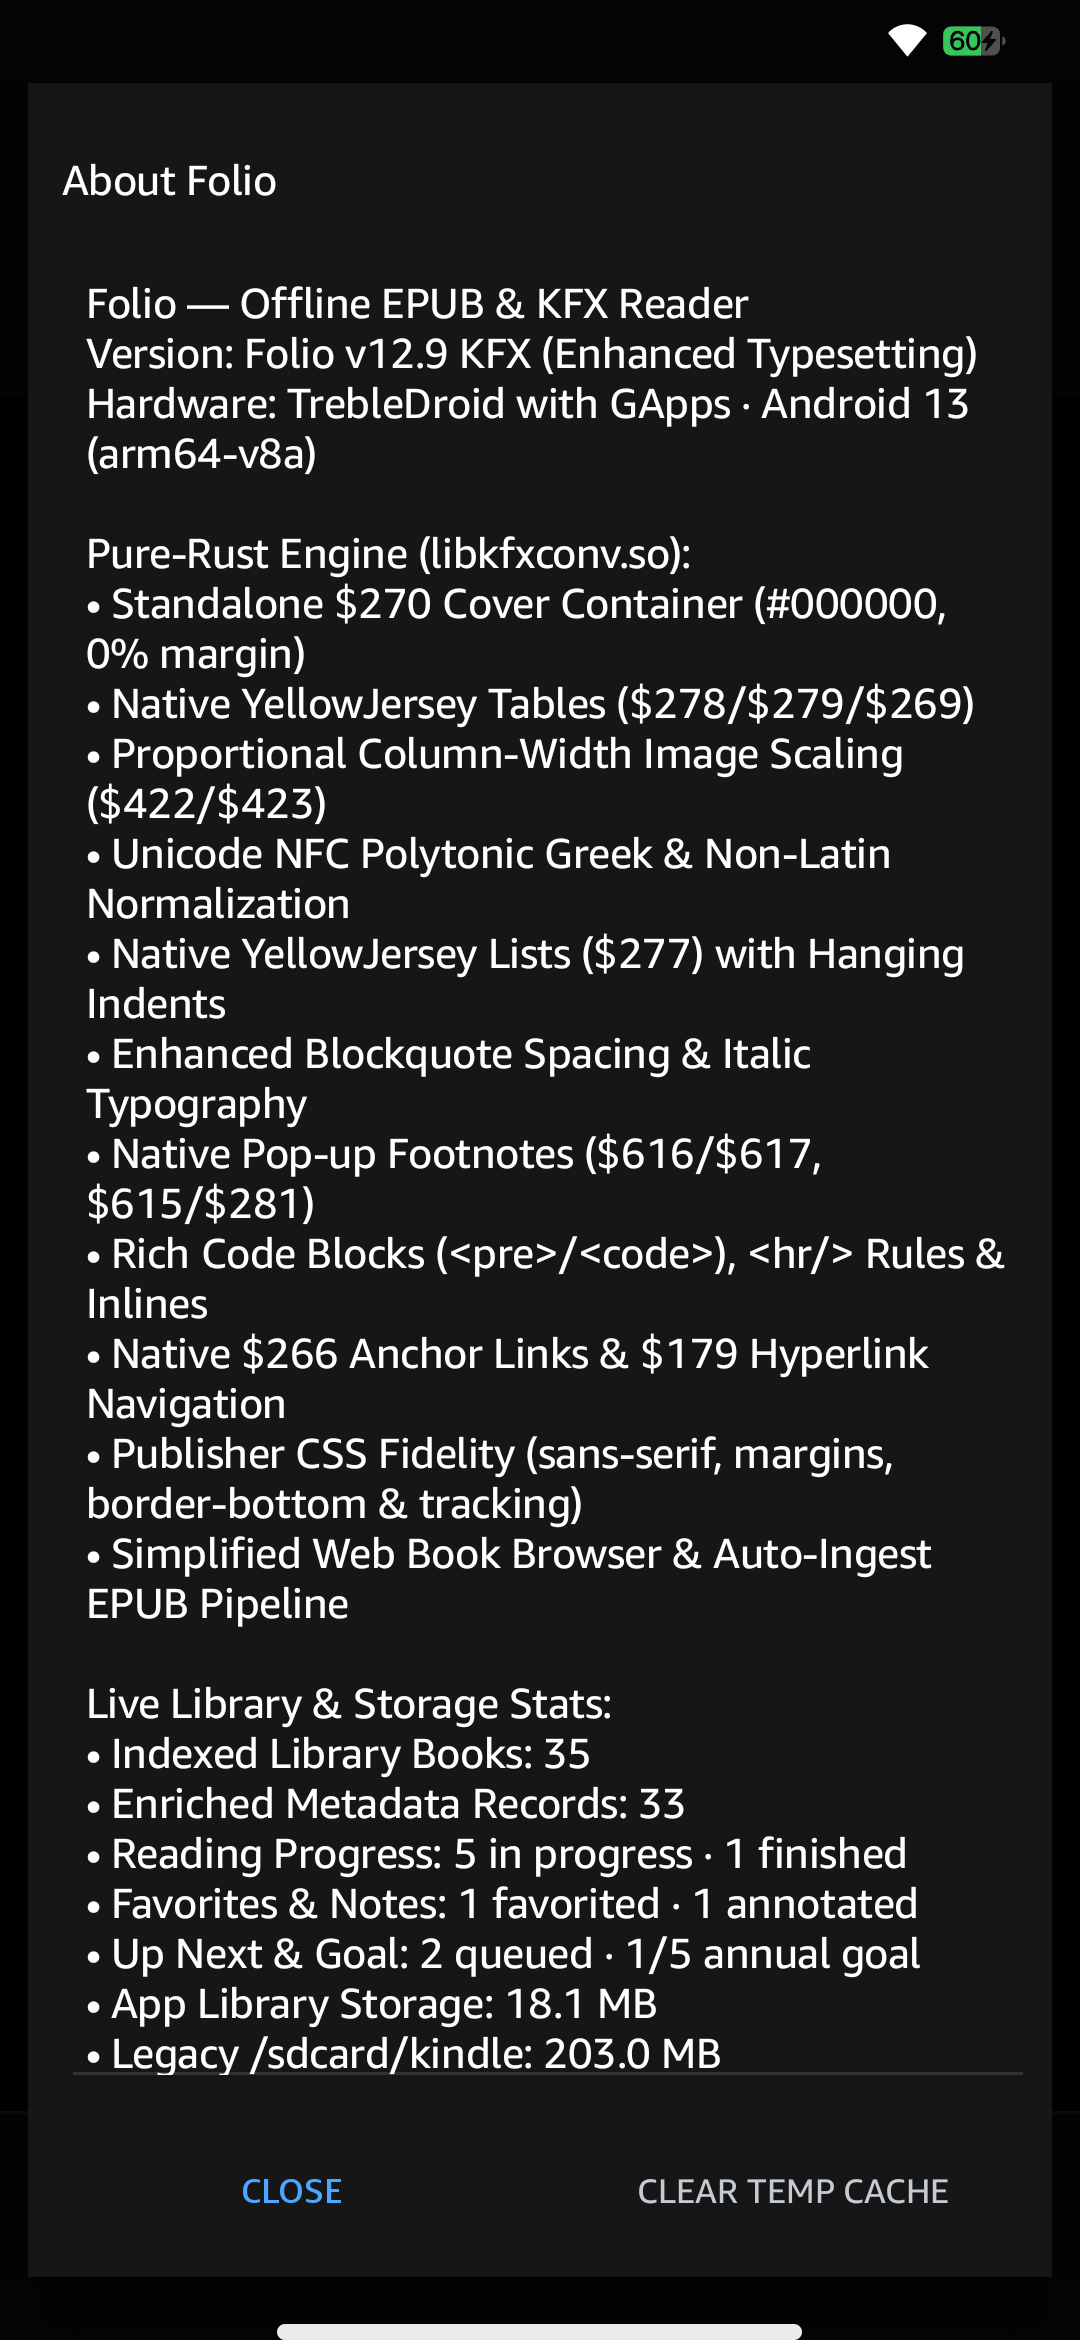 60
About Folio
Folio — Offline EPUB & KFX Reader
Version: Folio v12.9 KFX (Enhanced Typesetting)
Hardware: TrebleDroid with GApps · Android 13
(arm64-v8a)
Pure-Rust Engine (libkfxconv.so):
• Standalone $270 Cover Container (#000000,
0% margin)
• Native YellowJersey Tables ($278/$279/$269)
• Proportional Column-Width Image Scaling
($422/$423)
• Unicode NFC Polytonic Greek & Non-Latin
Normalization
• Native YellowJersey Lists ($277) with Hanging
Indents
• Enhanced Blockquote Spacing & Italic
Typography
• Native Pop-up Footnotes ($616/$617,
$615/$281)
• Rich Code Blocks (<pre>/<code>), <hr/> Rules &
Inlines
• Native $266 Anchor Links & $179 Hyperlink
Navigation
• Publisher CSS Fidelity (sans-serif, margins,
border-bottom & tracking)
• Simplified Web Book Browser & Auto-Ingest
EPUB Pipeline
Live Library & Storage Stats:
• Indexed Library Books: 35
• Enriched Metadata Records: 33
• Reading Progress: 5 in progress · 1 finished
• Favorites & Notes: 1 favorited · 1 annotated
• Up Next & Goal: 2 queued · 1/5 annual goal
• App Library Storage: 18.1 MB
• Legacy /sdcard/kindle: 203.0 MB
CLOSE
CLEAR TEMP CACHE